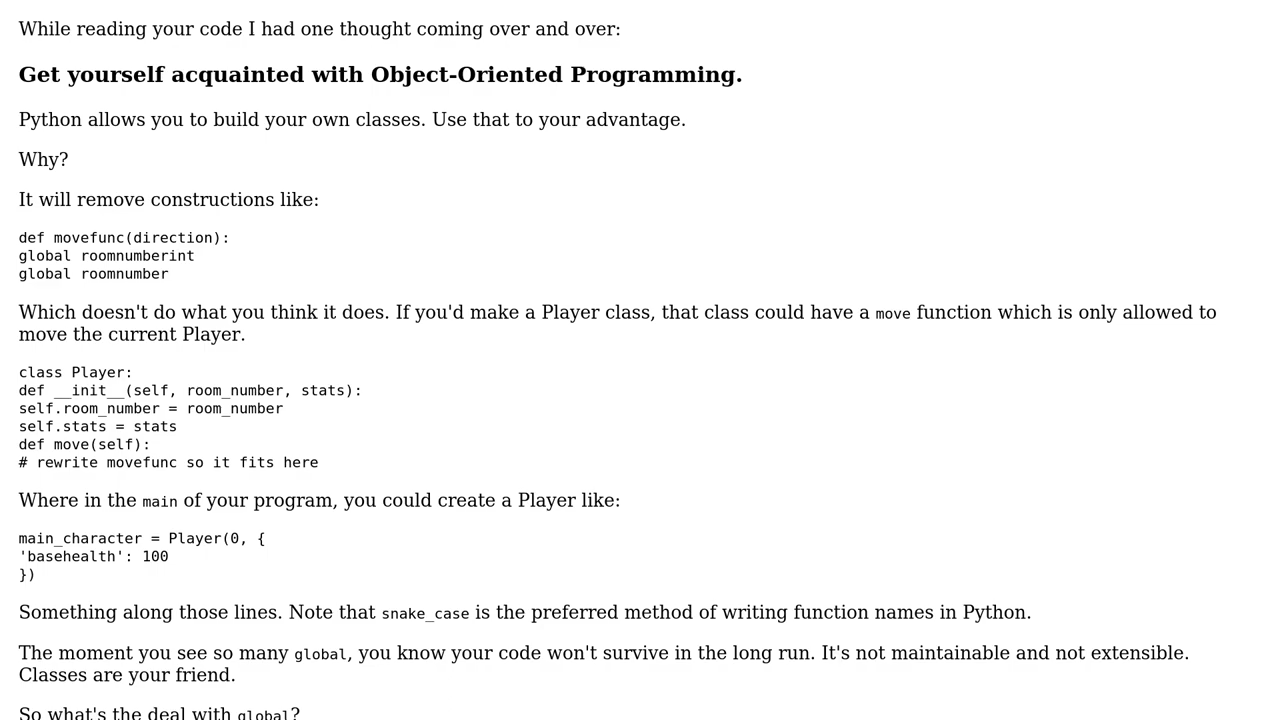 While reading your code I had one thought coming over and over:
Get yourself acquainted with Object-Oriented Programming.
Python allows you to build your own classes. Use that to your advantage.
Why?
It will remove constructions like:
def movefunc(direction):
global roomnumberint
global roomnumber
Which doesn't do what you think it does. If you'd make a Player class, that class could have a move function which is only allowed to
move the current Player.
class Player:
def __init__(self, room_number, stats):
self.room_number = room_number
self.stats = stats
def move(self):
# rewrite movefunc so it fits here
Where in the main of your program, you could create a Player like:
main_character = Player(0, {
'basehealth': 100
})
Something along those lines. Note that snake_case is the preferred method of writing function names in Python.
The moment you see so many global, you know your code won't survive in the long run. It's not maintainable and not extensible.
Classes are your friend.
So what's the deal with global?